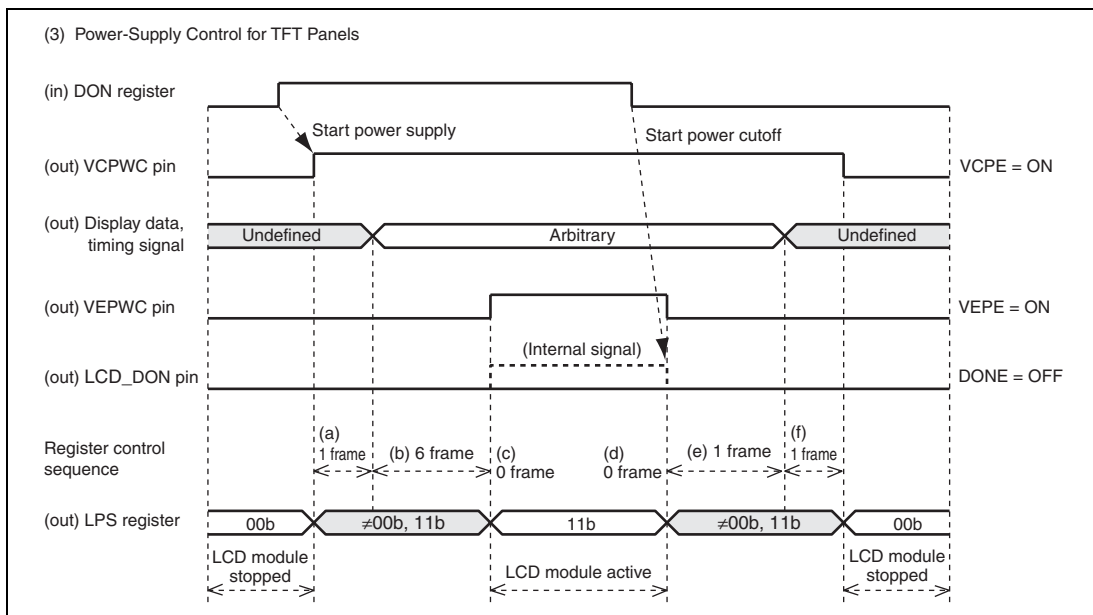 (3) Power-Supply Control for TFT Panels
(in) DON register
Start power supply
Start power cutoff
(out) VCPWC pin
VCPE = ON
(out) Display data,
timing signal
Undefined
Arbitrary
Undefined
(out) VEPWC pin
VEPE = ON
(Internal signal)
(out) LCD_DON pin
DONE = OFF
Register control
sequence
(a)
1 frame
(b) 6 frame
(c)
0 frame
(d)
0 frame
(e) 1 frame
(f)
1 frame
(out) LPS register
00b
≠00b, 11b
11b
≠00b, 11b
00b
LCD module
stopped
LCD module active
LCD module
stopped